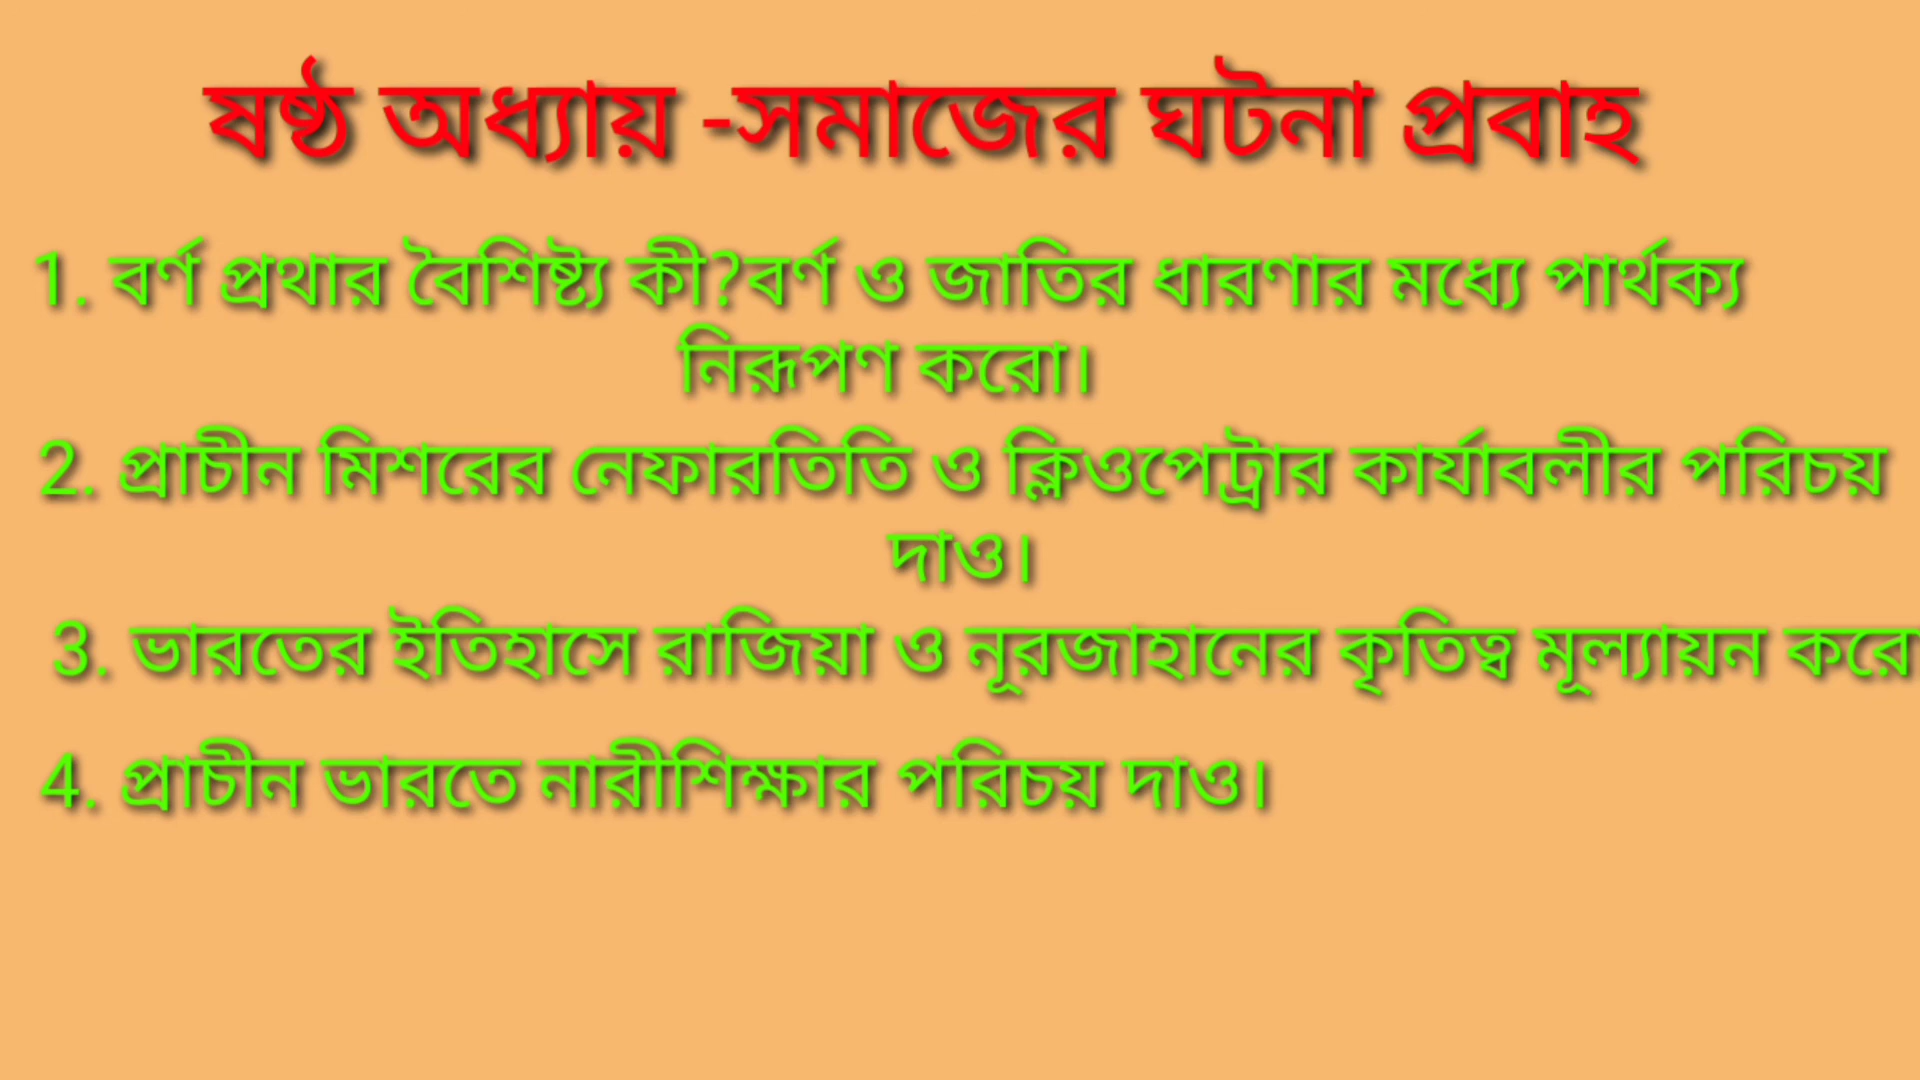 ষষ্ঠ অধ্যায় -সমাজের ঘটনা প্রবাহ
1. বর্ণ প্রথার বৈশিষ্ট্য কী?বর্ণ ও জাতির ধারণার মধ্যে পার্থক্য
নিরূপণ করো।
2. প্রাচীন মিশরের নেফারতিতি ও ক্লিওপেট্রার কার্যাবলীর পরিচয়
দাও।
3. ভারতের ইতিহাসে রাজিয়া ও নূরজাহানের কৃতিত্ব মূল্যায়ন করো
4. প্রাচীন ভারতে নারীশিক্ষার পরিচয় দাও।